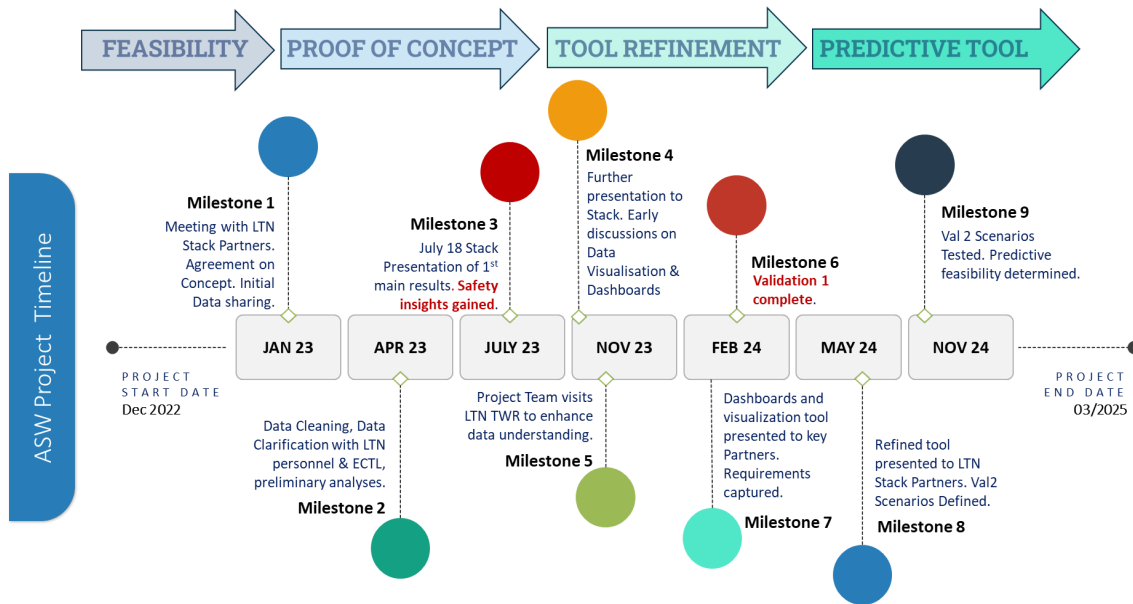 FEASIBILITY
PROOF OF CONCEPT
TOOL REFINEMENT
PREDICTIVE TOOL
ASW Project Timeline
Milestone 1
Meeting with LTN
Stack Partners.
Agreement on
Concept. Initial
Data sharing.
Milestone 3
July 18 Stack
Presentation of 1st
main results. Safety
insights gained.
Milestone 4
Further
presentation to
Stack. Early
discussions on
Data
Visualisation &
Dashboards
Milestone 6
Validation 1
complete.
Milestone 9
Val 2 Scenarios
Tested. Predictive
feasibility determined.
JAN 23
APR 23
JULY 23
NOV 23
FEB 24
MAY 24
NOV 24
PROJECT
START DATE
Dec 2022
PROJECT
END DATE
03/2025
Data Cleaning, Data
Clarification with LTN
personnel & ECTL,
preliminary analyses.
Milestone 2
Project Team visits
LTN TWR to enhance
data understanding.
Milestone 5
Dashboards and
visualization tool
presented to key
Partners.
Requirements
captured.
Milestone 7
Refined tool
presented to LTN
Stack Partners. Val2
Scenarios Defined.
Milestone 8